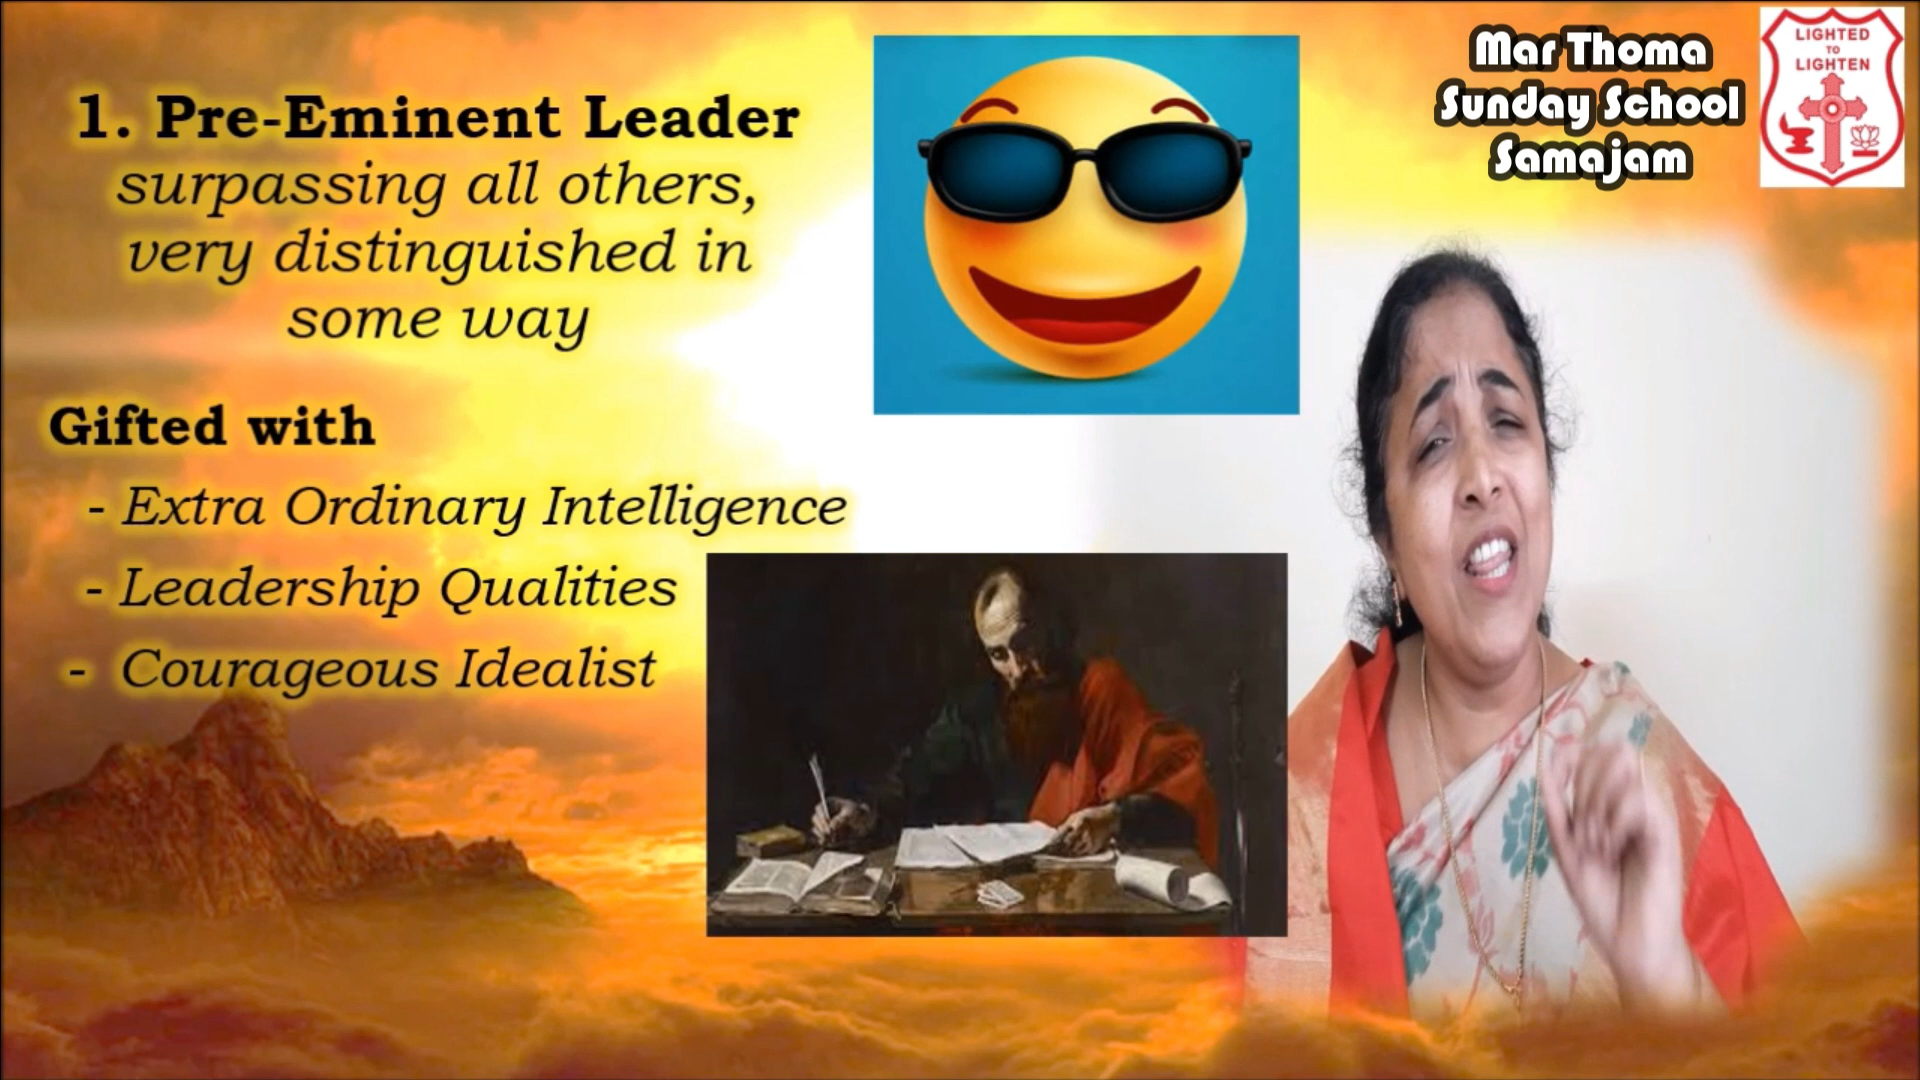 1. Pre-Eminent Leader
surpassing all others,
very distinguished in
some way
Gifted with
- Extra Ordinary Intelligence
- Leadership Qualities
- Courageous Idealist
Mar Thoma
Sunday School
Samajam
LIGHTED
TO
LIGHTEN